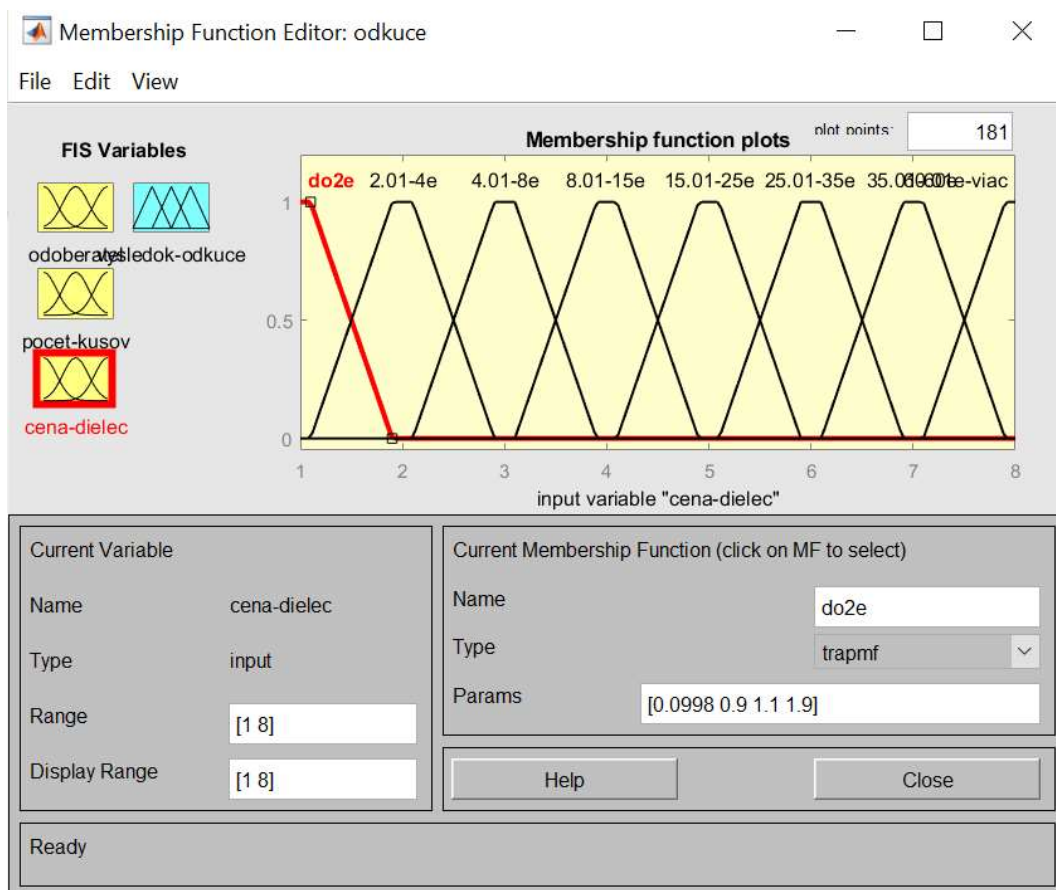 Membership Function Editor: odkuce
File Edit View
FIS Variables
Membership function plots
plot points:
181
do2e 2.01-4e 4.01-8e 8.01-15e 15.01-25e 25.01-35e
1
0.5
0
odkuce
pocet-kusov
cena-dielec
1 2 3 4 5 6 7 8
input variable "cena-dielec"
Current Variable
Name cena-dielec
Type input
Range [1 8]
Display Range [1 8]
Current Membership Function (click on MF to select)
Name do2e
Type trapmf
Params [0.0998 0.9 1.1 1.9]
Help Close
Ready